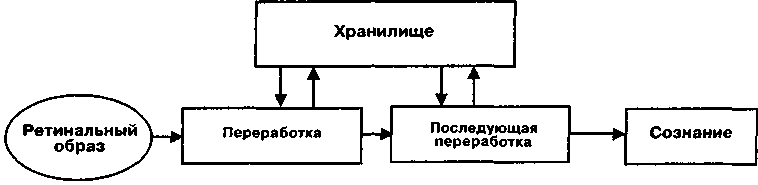 Хранилище
Ретинальный
образ
Переработка
Последующая
переработка
Сознание